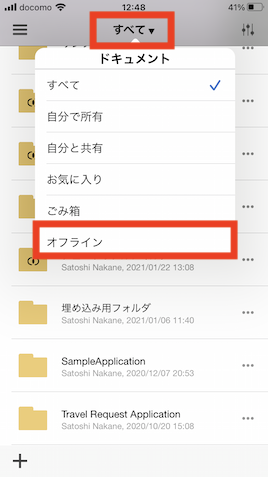 docomo 12:48 41%
すべて▼
ドキュメント
すべて
自分で所有
自分と共有
お気に入り
ごみ箱
オフライン
Satoshi Nakane, 2021/01/22 13:08
埋め込み用フォルダ
Satoshi Nakane, 2021/01/06 11:40
SampleApplication
Satoshi Nakane, 2020/12/07 20:53
Travel Request Application
Satoshi Nakane, 2020/10/20 15:08